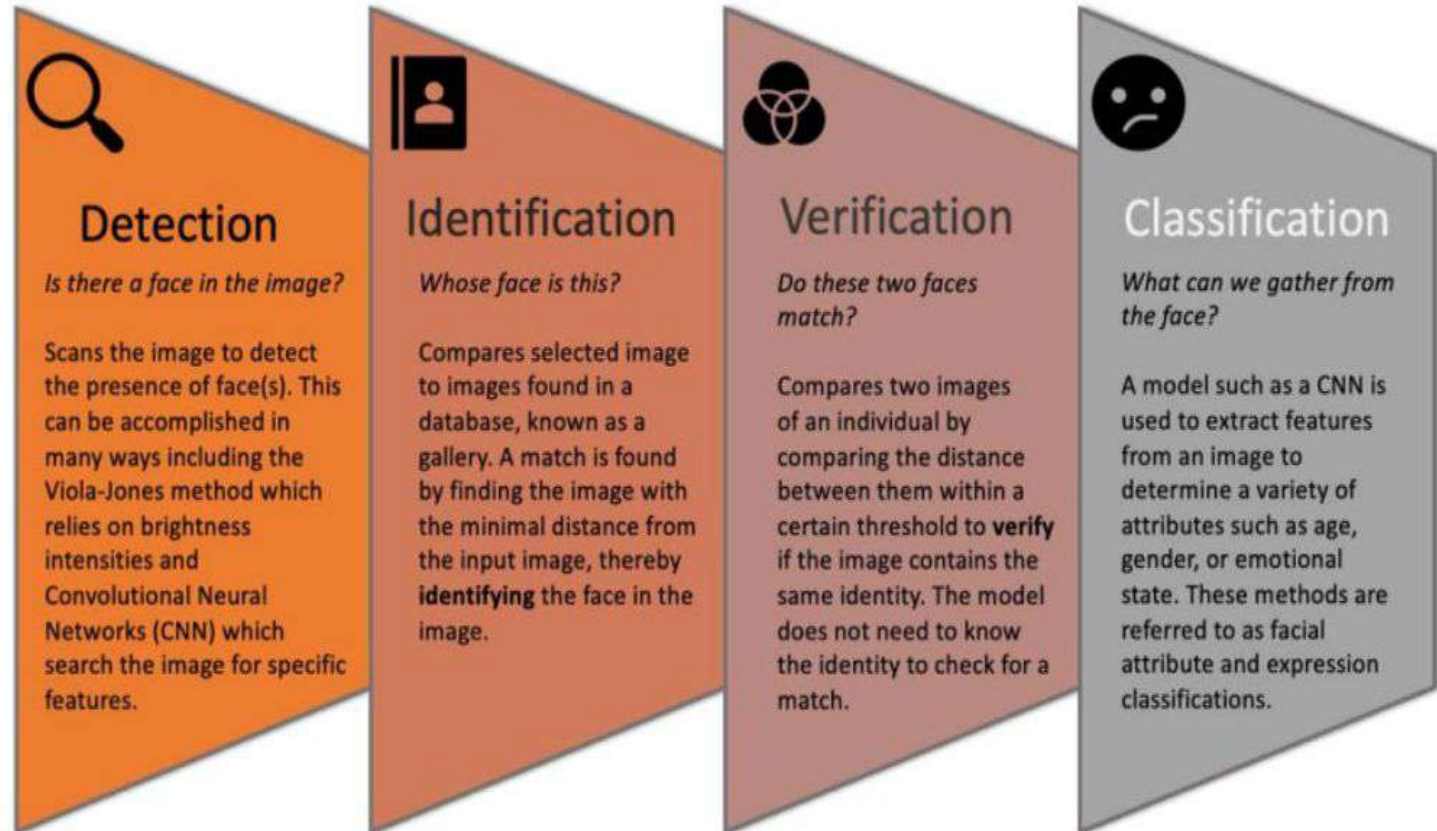 Detection
Is there a face in the image?
Scans the image to detect
the presence of face(s). This
can be accomplished in
many ways including the
Viola-Jones method which
relies on brightness
intensities and
Convolutional Neural
Networks (CNN) which
search the image for specific
features.
Identification
Whose face is this?
Compares selected image
to images found in a
database, known as a
gallery. A match is found
by finding the image with
the minimal distance from
the input image, thereby
identifying the face in the
image.
Verification
Do these two faces
match?
Compares two images
of an individual by
comparing the distance
between them within a
certain threshold to verify
if the image contains the
same identity. The model
does not need to know
the identity to check for a
match.
Classification
What can we gather from
the face?
A model such as a CNN is
used to extract features
from an image to
determine a variety of
attributes such as age,
gender, or emotional
state. These methods are
referred to as facial
attribute and expression
classifications.